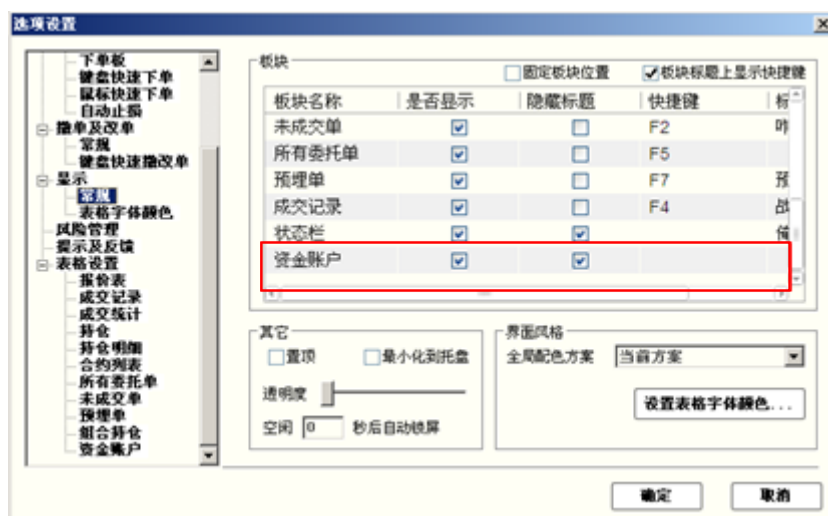 选项设置
下单板
键盘快速下单
鼠标快速下单
自动止损
撤单及改单
常规
键盘快速撤改单
显示
常规
表格字体颜色
风险管理
提示及反馈
表格设置
报价表
成交记录
成交统计
持仓
持仓明细
合约列表
所有委托单
未成交单
预埋单
组合持仓
资金账户
板块
固定板块位置 板块标题上显示快捷键
板块名称 是否显示 隐藏标题 快捷键 标
未成交单 F2
所有委托单 F5
预埋单 F7 预
成交记录 F4
状态栏
资金账户
其它
置顶 最小化到托盘
透明度
空闲 0 秒后自动锁屏
界面风格
全局配色方案 当前方案
设置表格字体颜色...
确定 取消